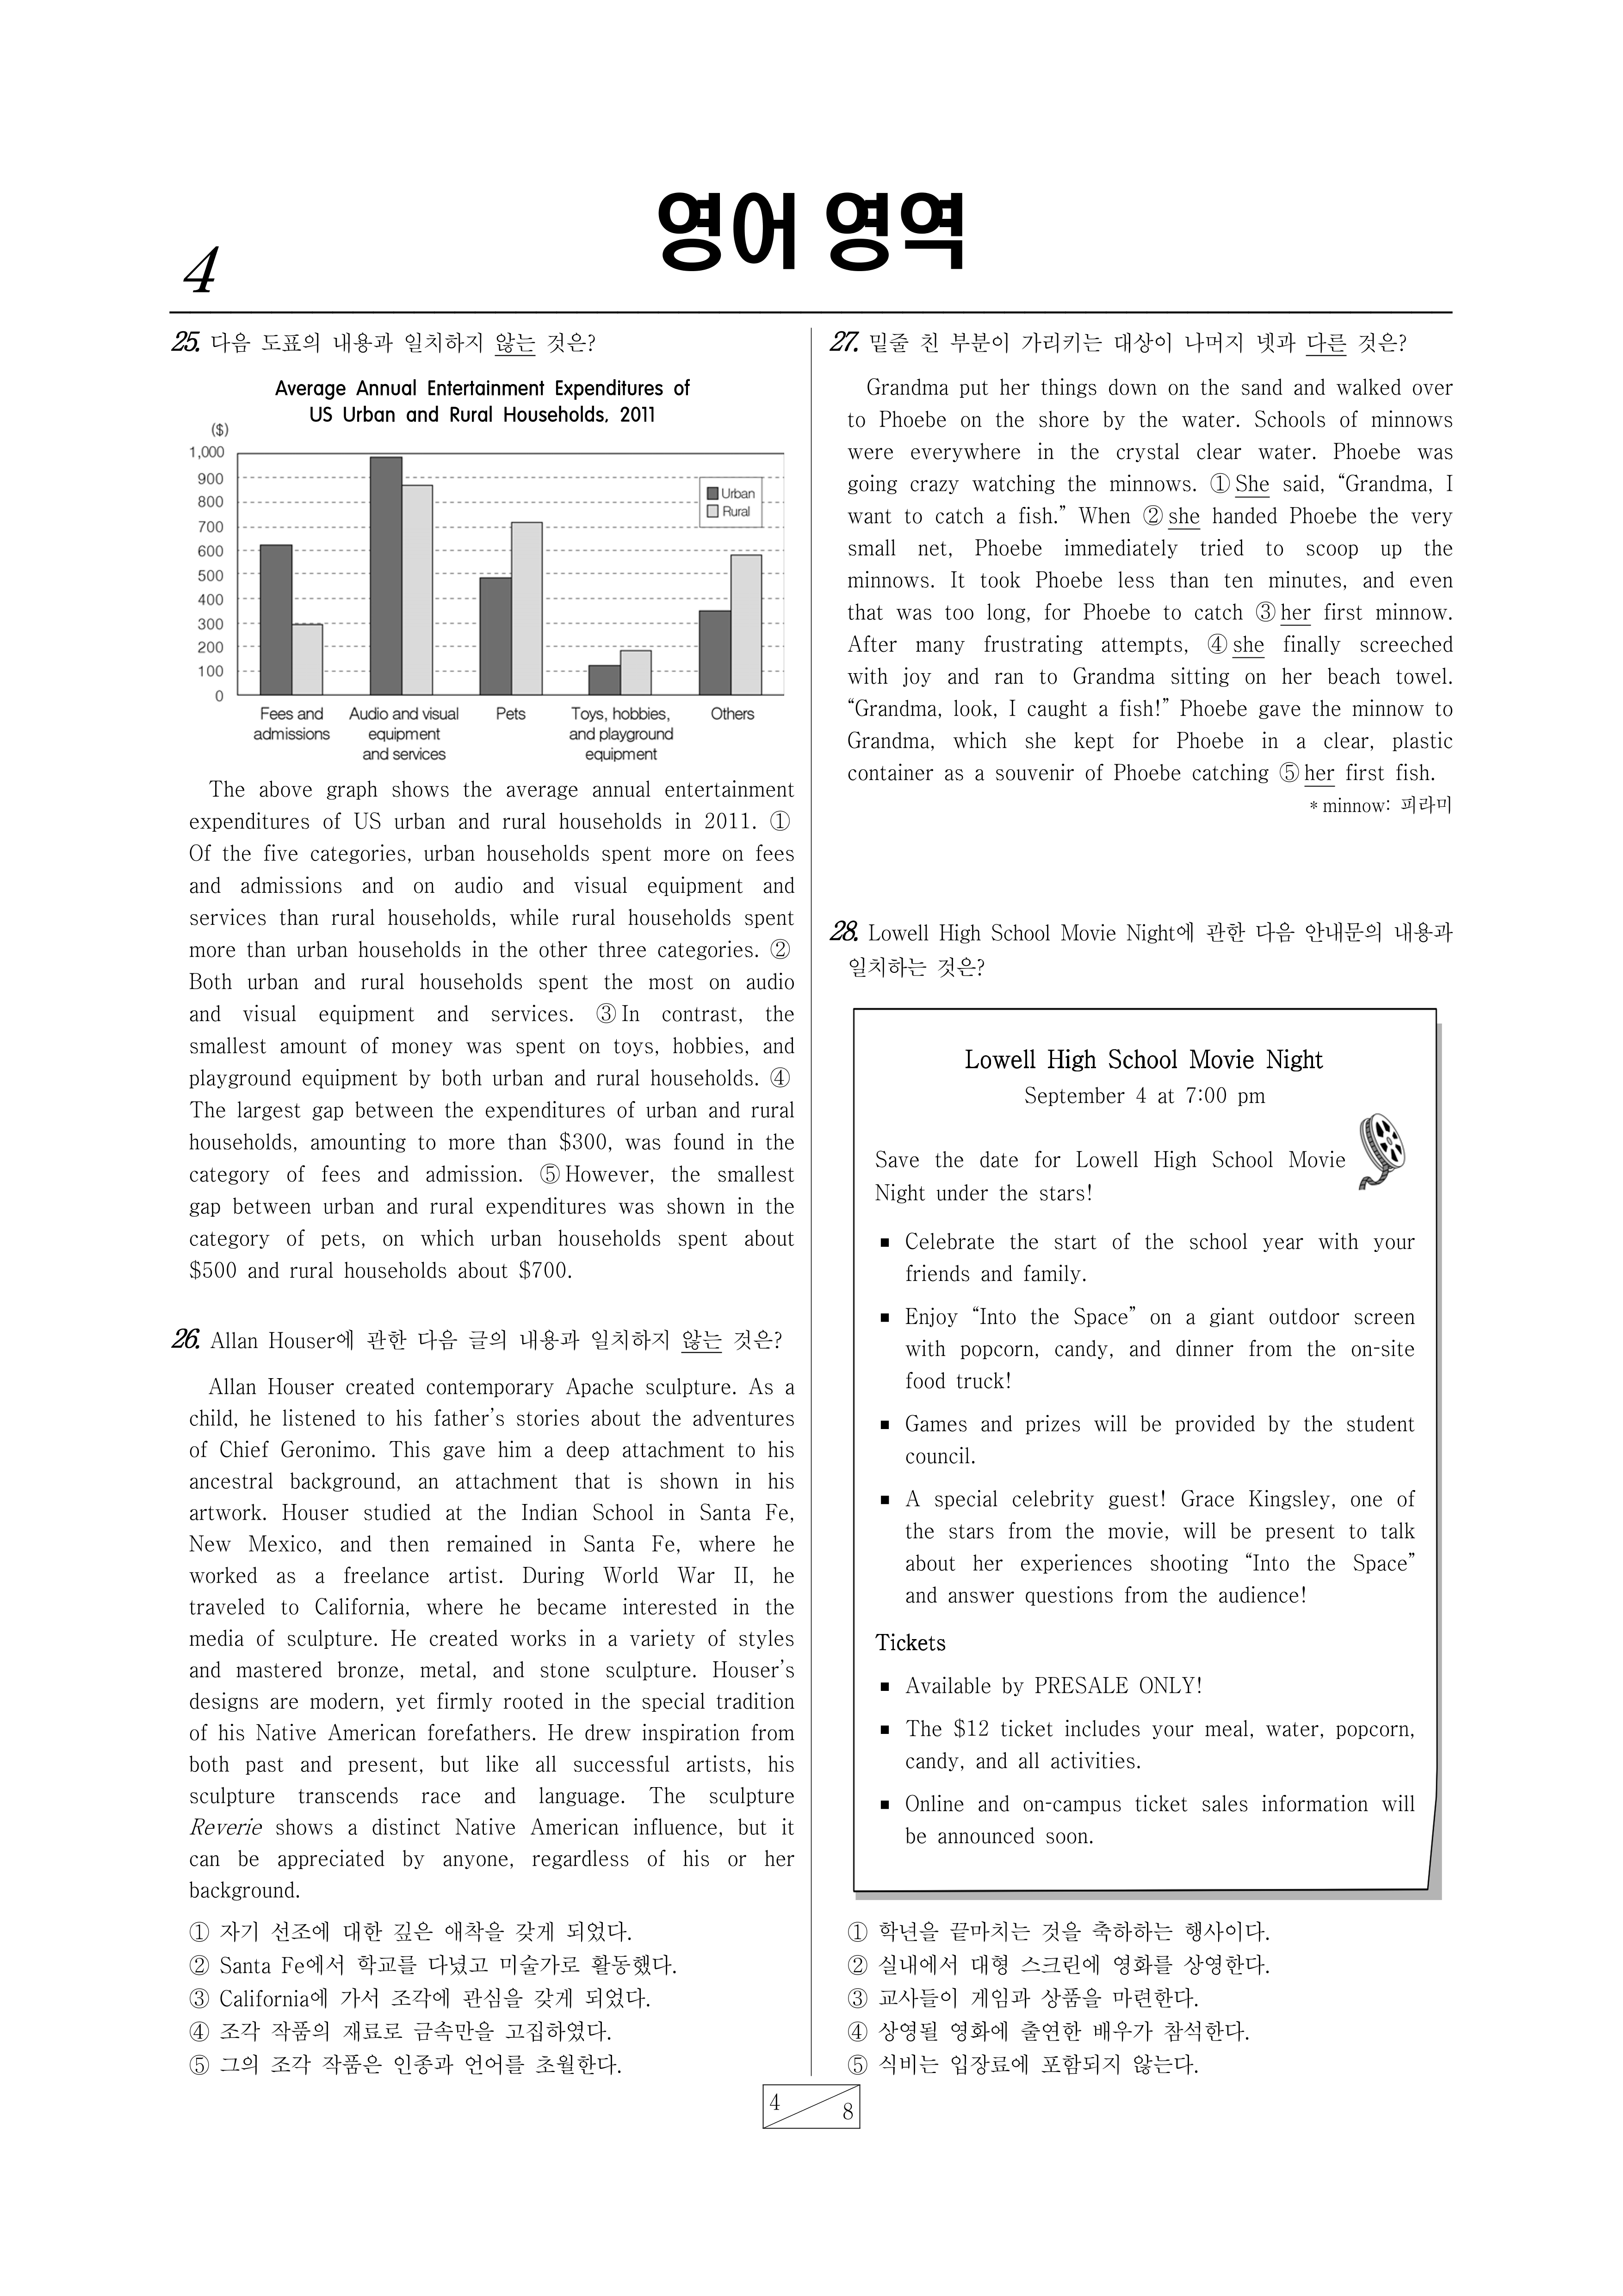 영어 영역
4
25. 다음 도표의 내용과 일치하지 않는 것은?
Average Annual Entertainment Expenditures of
US Urban and Rural Households, 2011
($)
1,000
900
800
700
600
500
400
300
200
100
0
Urban
Rural
Fees and
admissions
Audio and visual
equipment
and services
Pets
Toys, hobbies,
and playground
equipment
Others
The above graph shows the average annual entertainment
expenditures of US urban and rural households in 2011. ①
Of the five categories, urban households spent more on fees
and admissions and on audio and visual equipment and
services than rural households, while rural households spent
more than urban households in the other three categories. ②
Both urban and rural households spent the most on audio
and visual equipment and services. ③ In contrast, the
smallest amount of money was spent on toys, hobbies, and
playground equipment by both urban and rural households. ④
The largest gap between the expenditures of urban and rural
households, amounting to more than $300, was found in the
category of fees and admission. ⑤ However, the smallest
gap between urban and rural expenditures was shown in the
category of pets, on which urban households spent about
$500 and rural households about $700.
26. Allan Houser에 관한 다음 글의 내용과 일치하지 않는 것은?
Allan Houser created contemporary Apache sculpture. As a
child, he listened to his father's stories about the adventures
of Chief Geronimo. This gave him a deep attachment to his
ancestral background, an attachment that is shown in his
artwork. Houser studied at the Indian School in Santa Fe,
New Mexico, and then remained in Santa Fe, where he
worked as a freelance artist. During World War II, he
traveled to California, where he became interested in the
media of sculpture. He created works in a variety of styles
and mastered bronze, metal, and stone sculpture. Houser's
designs are modern, yet firmly rooted in the special tradition
of his Native American forefathers. He drew inspiration from
both past and present, but like all successful artists, his
sculpture transcends race and language. The sculpture
Reverie shows a distinct Native American influence, but it
can be appreciated by anyone, regardless of his or her
background.
① 자기 선조에 대한 깊은 애착을 갖게 되었다.
② Santa Fe에서 학교를 다녔고 미술가로 활동했다.
③ California에 가서 조각에 관심을 갖게 되었다.
④ 조각 작품의 재료로 금속만을 고집하였다.
⑤ 그의 조각 작품은 인종과 언어를 초월한다.
27. 밑줄 친 부분이 가리키는 대상이 나머지 넷과 다른 것은?
Grandma put her things down on the sand and walked over
to Phoebe on the shore by the water. Schools of minnows
were everywhere in the crystal clear water. Phoebe was
going crazy watching the minnows. ① She said, “Grandma, I
want to catch a fish.” When ② she handed Phoebe the very
small net, Phoebe immediately tried to scoop up the
minnows. It took Phoebe less than ten minutes, and even
that was too long, for Phoebe to catch ③ her first minnow.
After many frustrating attempts, ④ she finally screeched
with joy and ran to Grandma sitting on her beach towel.
“Grandma, look, I caught a fish!” Phoebe gave the minnow to
Grandma, which she kept for Phoebe in a clear, plastic
container as a souvenir of Phoebe catching ⑤ her first fish.
* minnow: 피라미
28. Lowell High School Movie Night에 관한 다음 안내문의 내용과
일치하는 것은?
Lowell High School Movie Night
September 4 at 7:00 pm
Save the date for Lowell High School Movie
Night under the stars!
▪ Celebrate the start of the school year with your
friends and family.
▪ Enjoy “Into the Space” on a giant outdoor screen
with popcorn, candy, and dinner from the on-site
food truck!
▪ Games and prizes will be provided by the student
council.
▪ A special celebrity guest! Grace Kingsley, one of
the stars from the movie, will be present to talk
about her experiences shooting “Into the Space”
and answer questions from the audience!
Tickets
▪ Available by PRESALE ONLY!
▪ The $12 ticket includes your meal, water, popcorn,
candy, and all activities.
▪ Online and on-campus ticket sales information will
be announced soon.
① 학년을 끝마치는 것을 축하하는 행사이다.
② 실내에서 대형 스크린에 영화를 상영한다.
③ 교사들이 게임과 상품을 마련한다.
④ 상영될 영화에 출연한 배우가 참석한다.
⑤ 식비는 입장료에 포함되지 않는다.
4
8